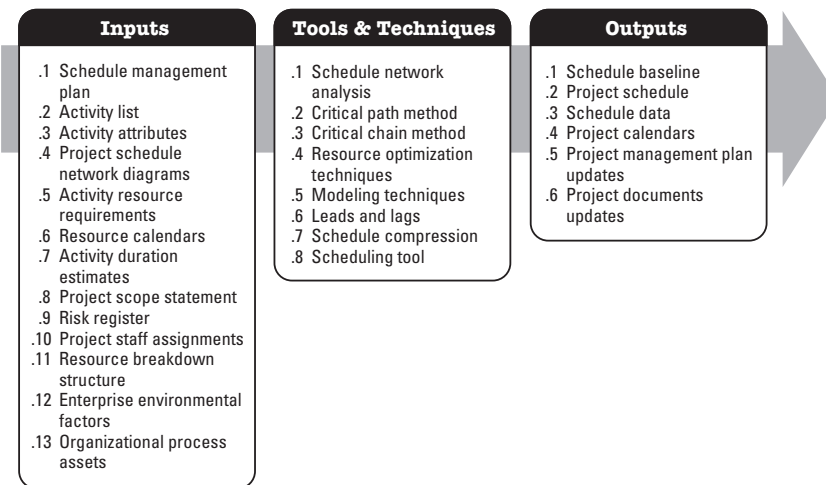 Inputs
.1 Schedule management
plan
.2 Activity list
.3 Activity attributes
.4 Project schedule
network diagrams
.5 Activity resource
requirements
.6 Resource calendars
.7 Activity duration
estimates
.8 Project scope statement
.9 Risk register
.10 Project staff assignments
.11 Resource breakdown
structure
.12 Enterprise environmental
factors
.13 Organizational process
assets
Tools & Techniques
.1 Schedule network
analysis
.2 Critical path method
.3 Critical chain method
.4 Resource optimization
techniques
.5 Modeling techniques
.6 Leads and lags
.7 Schedule compression
.8 Scheduling tool
Outputs
.1 Schedule baseline
.2 Project schedule
.3 Schedule data
.4 Project calendars
.5 Project management plan
updates
.6 Project documents
updates